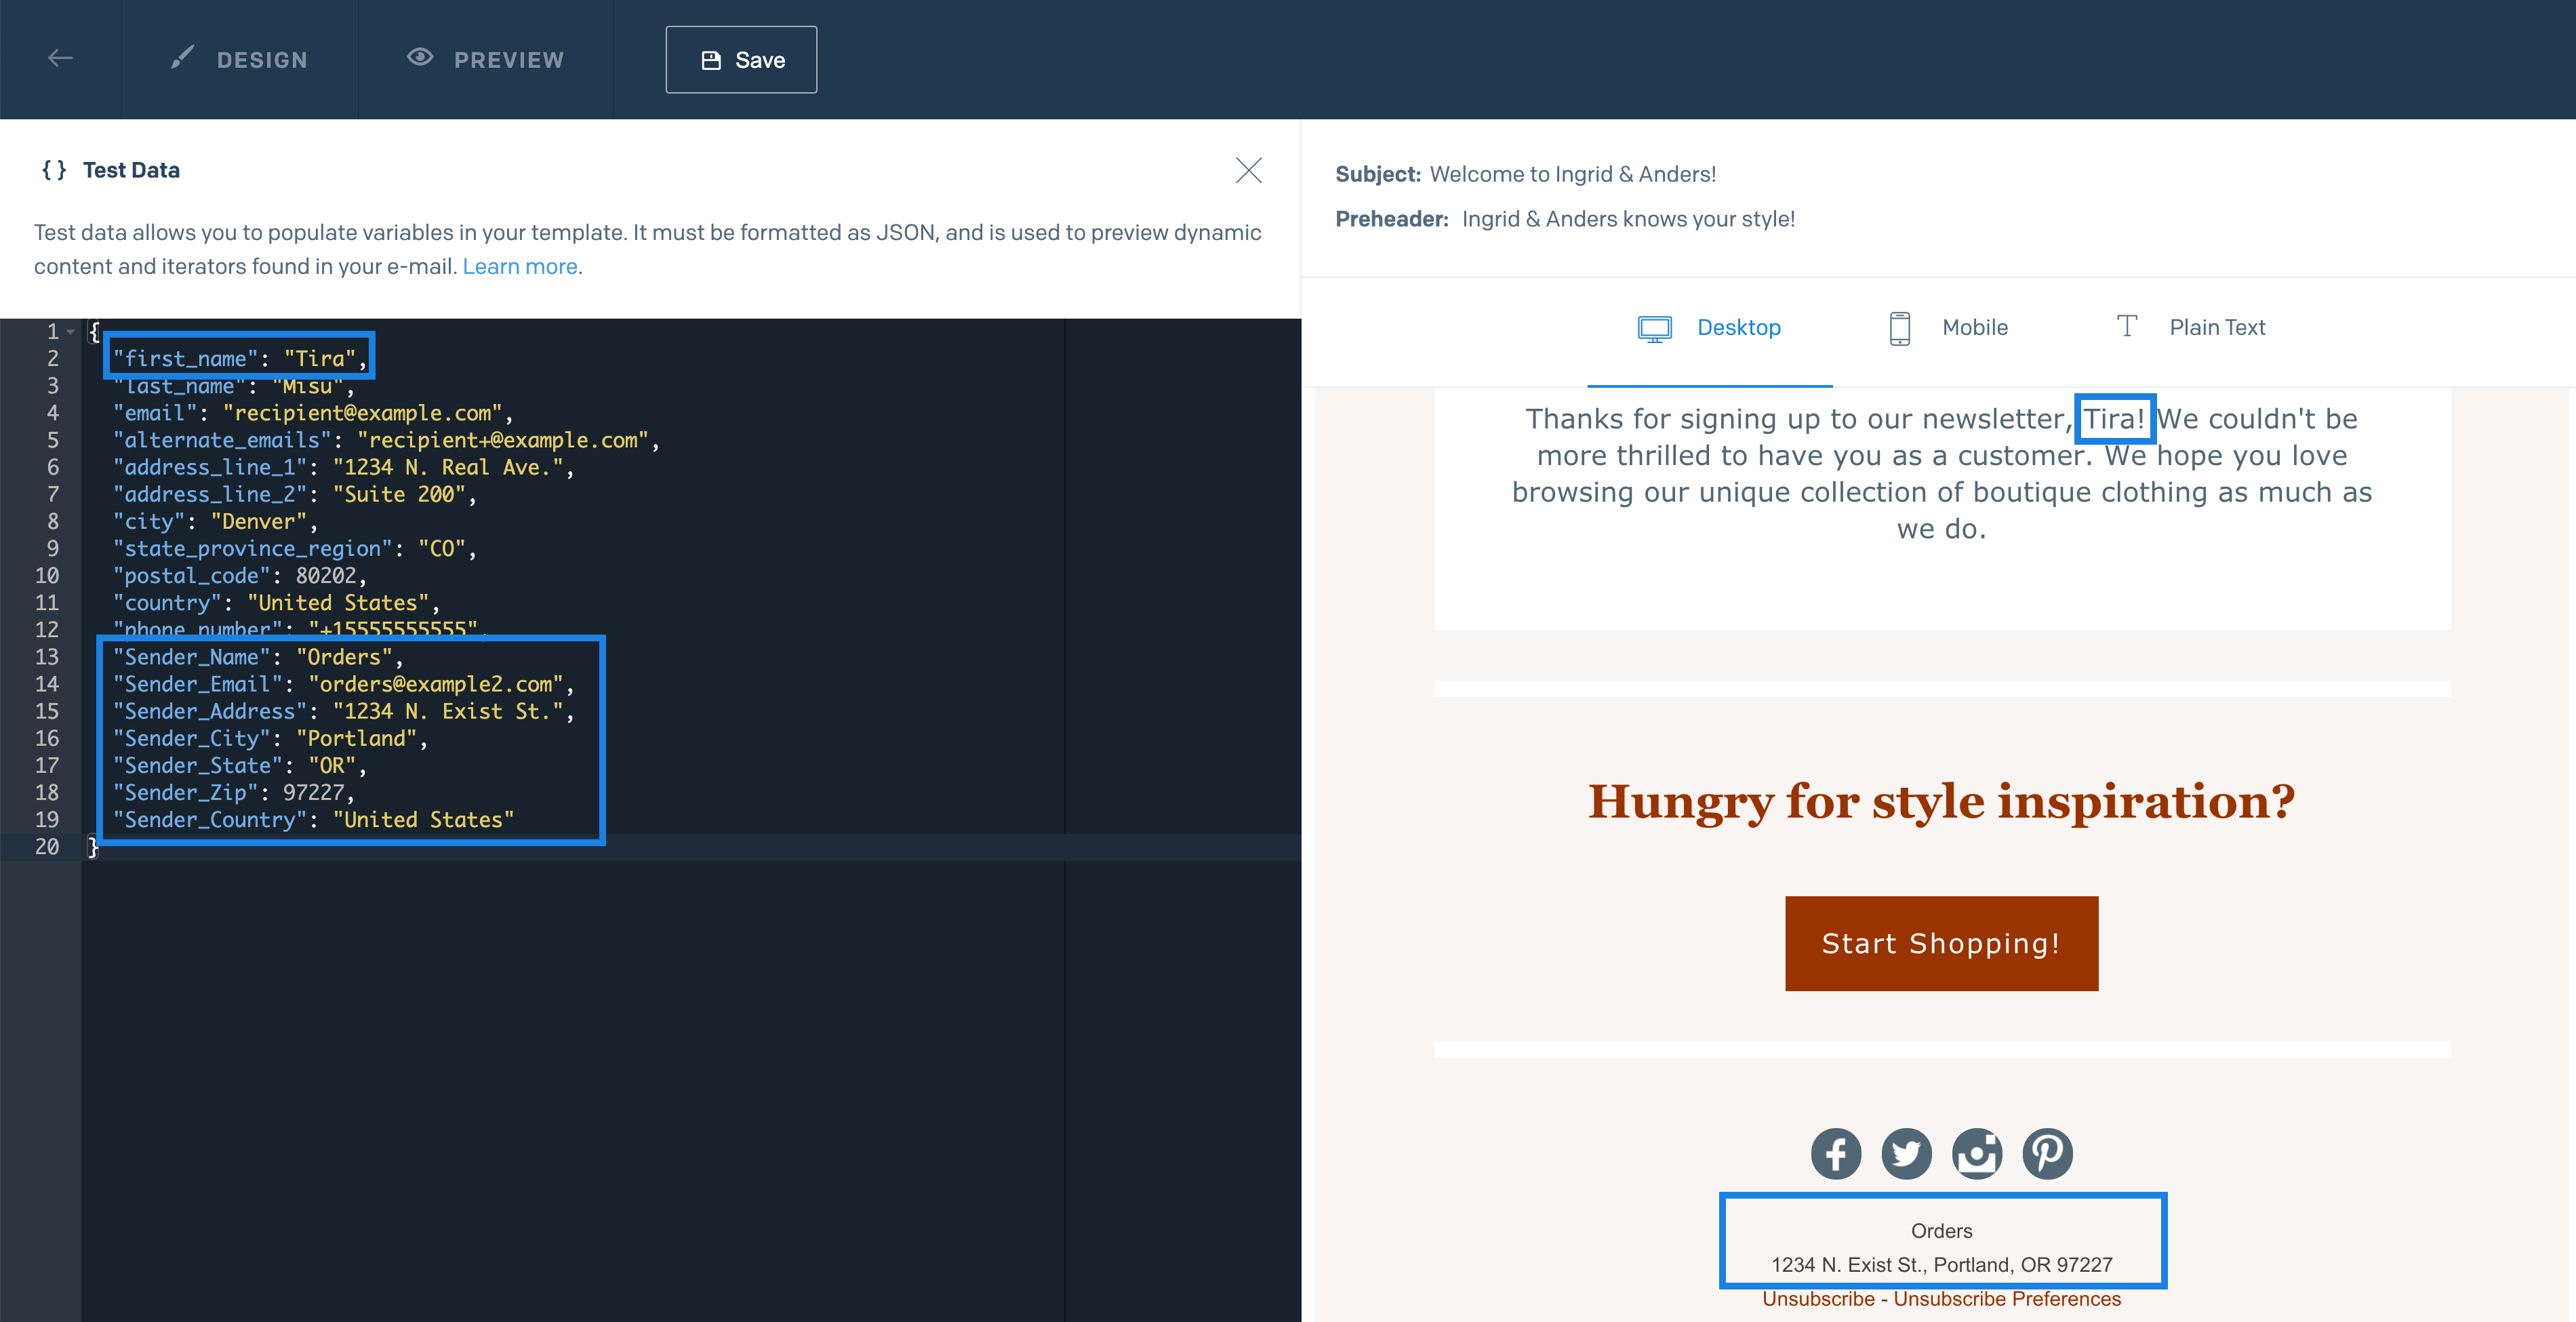 DESIGN
PREVIEW
Save
{ } Test Data
Test data allows you to populate variables in your template. It must be formatted as JSON, and is used to preview dynamic
content and iterators found in your e-mail. Learn more.
1 {
2 "first_name": "Tira",
3 "last_name": "Misu",
4 "email": "recipient@example.com",
5 "alternate_emails": "recipient+@example.com",
6 "address_line_1": "1234 N. Real Ave.",
7 "address_line_2": "Suite 200",
8 "city": "Denver",
9 "state_province_region": "CO",
10 "postal_code": 80202,
11 "country": "United States",
12 "phone_number": "+15555555555",
13 "Sender_Name": "Orders",
14 "Sender_Email": "orders@example2.com",
15 "Sender_Address": "1234 N. Exist St.",
16 "Sender_City": "Portland",
17 "Sender_State": "OR",
18 "Sender_Zip": 97227,
19 "Sender_Country": "United States"
20 }
Subject: Welcome to Ingrid & Anders!
Preheader: Ingrid & Anders knows your style!
Desktop
Mobile
Plain Text
Thanks for signing up to our newsletter, Tira! We couldn't be
more thrilled to have you as a customer. We hope you love
browsing our unique collection of boutique clothing as much as
we do.
Hungry for style inspiration?
Start Shopping!
Orders
1234 N. Exist St., Portland, OR 97227
Unsubscribe - Unsubscribe Preferences